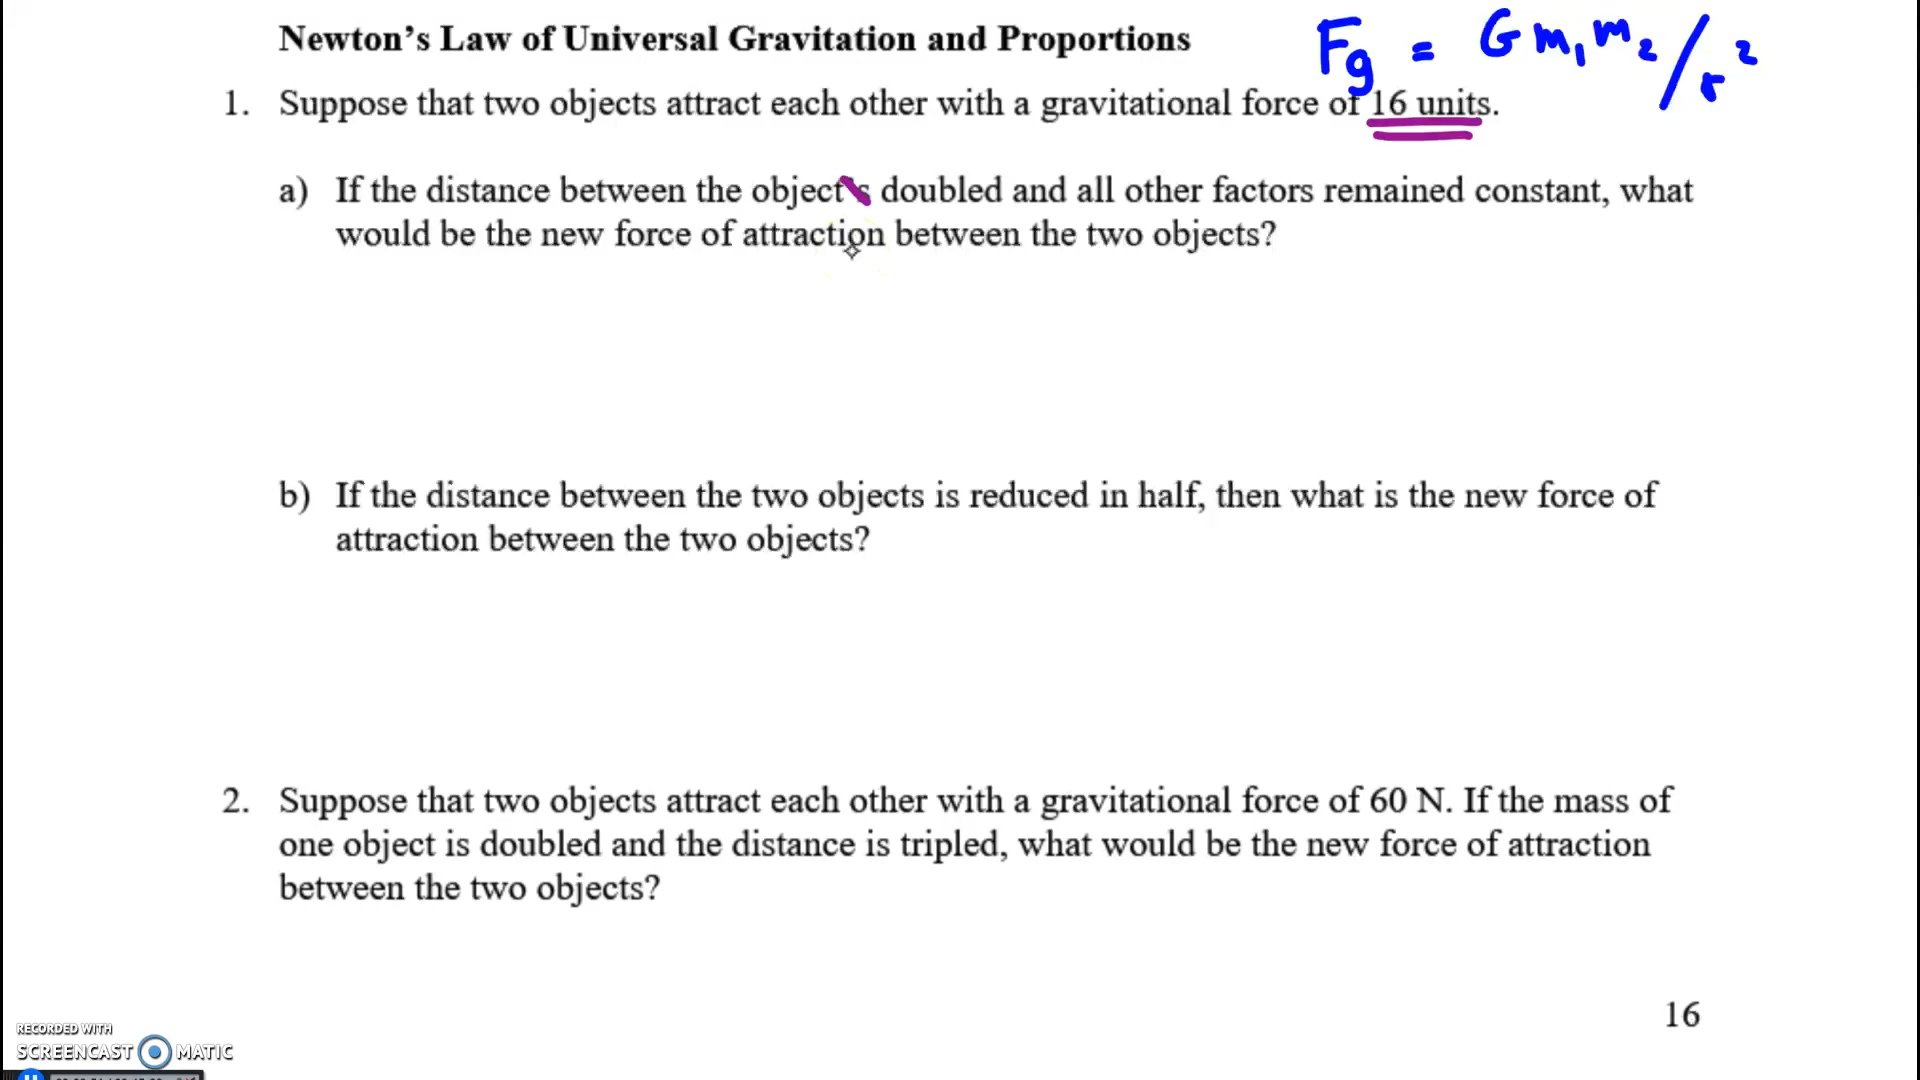 Newton's Law of Universal Gravitation and Proportions
Fg = G m₁ m₂ / r²
1. Suppose that two objects attract each other with a gravitational force of 16 units.
a) If the distance between the object's doubled and all other factors remained constant, what
would be the new force of attraction between the two objects?
b) If the distance between the two objects is reduced in half, then what is the new force of
attraction between the two objects?
2. Suppose that two objects attract each other with a gravitational force of 60 N. If the mass of
one object is doubled and the distance is tripled, what would be the new force of attraction
between the two objects?
16
RECORDED WITH
SCREENCAST MATIC